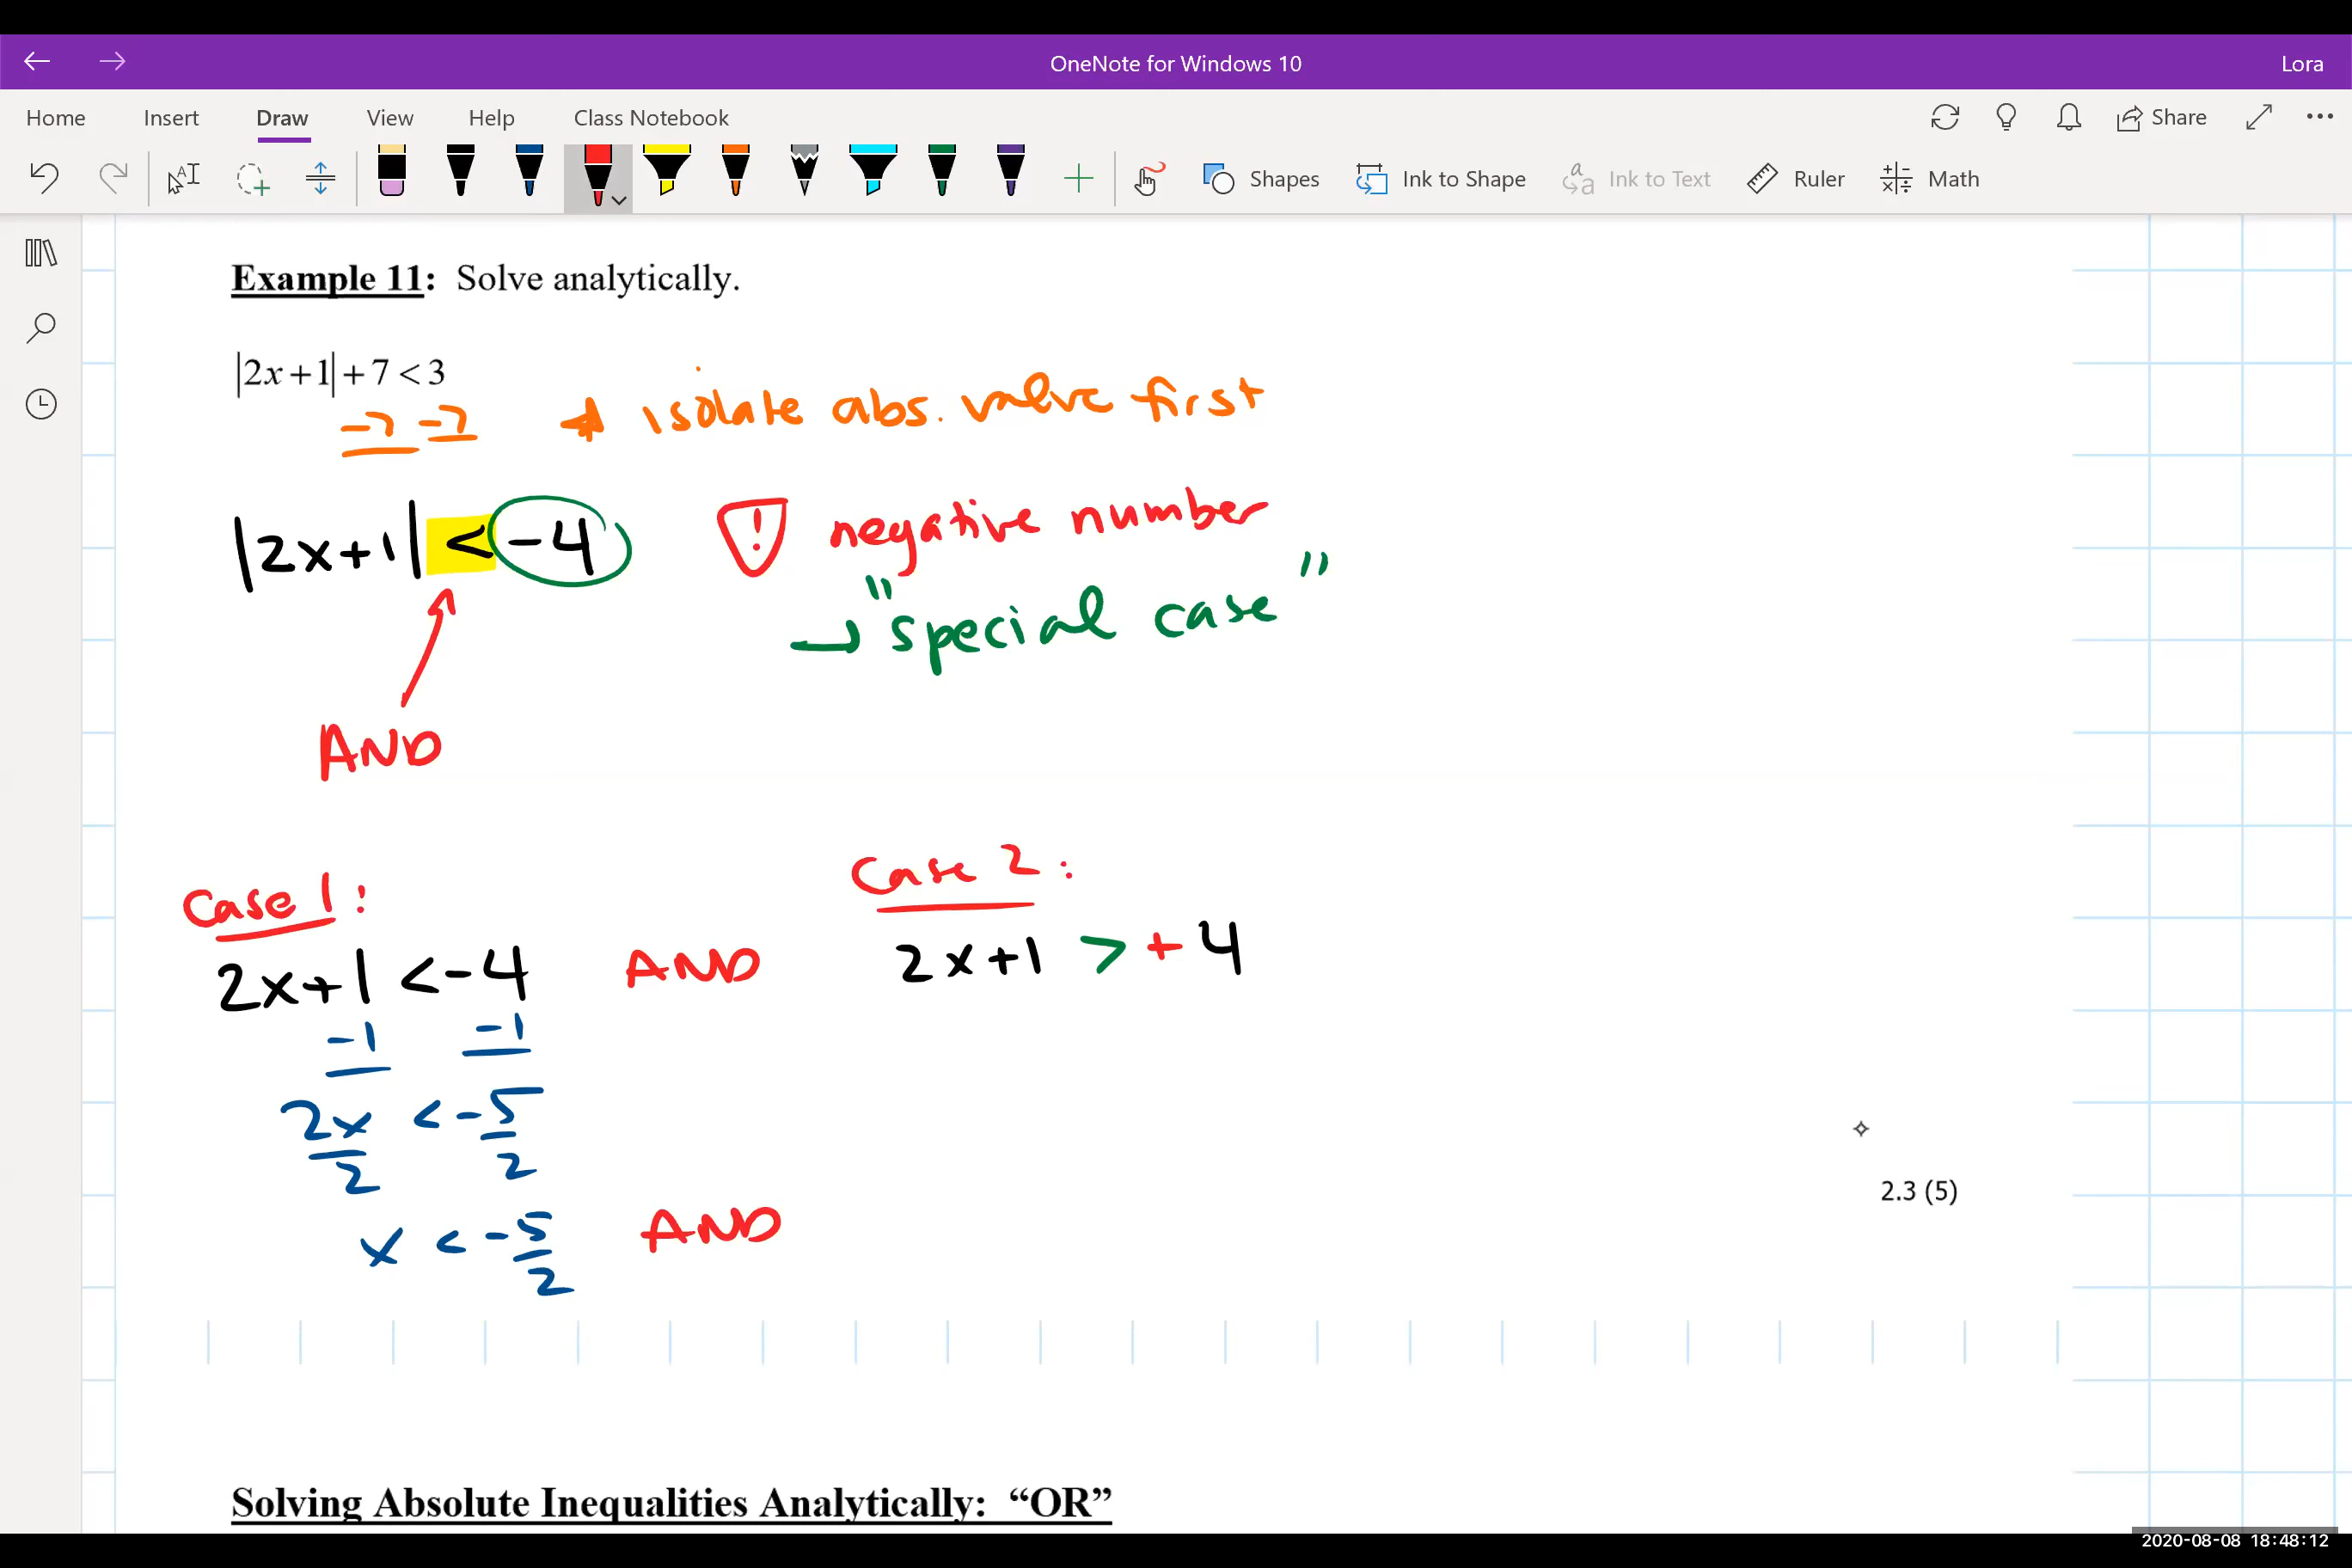 OneNote for Windows 10
Lora
Home Insert Draw View Help Class Notebook
Share
Shapes Ink to Shape Ink to Text Ruler Math
Example 11: Solve analytically.
|2x+1|+7<3
-7 -7 isolate abs. value first
|2x+1| < -4 ! negative number
→ "special case"
AND
Case 1: Case 2:
2x+1 < -4 AND 2x+1 > +4
-1 -1
2x/2 < -5/2
x < -5/2 AND
2.3 (5)
Solving Absolute Inequalities Analytically: “OR”
2020-08-08 18:48:12